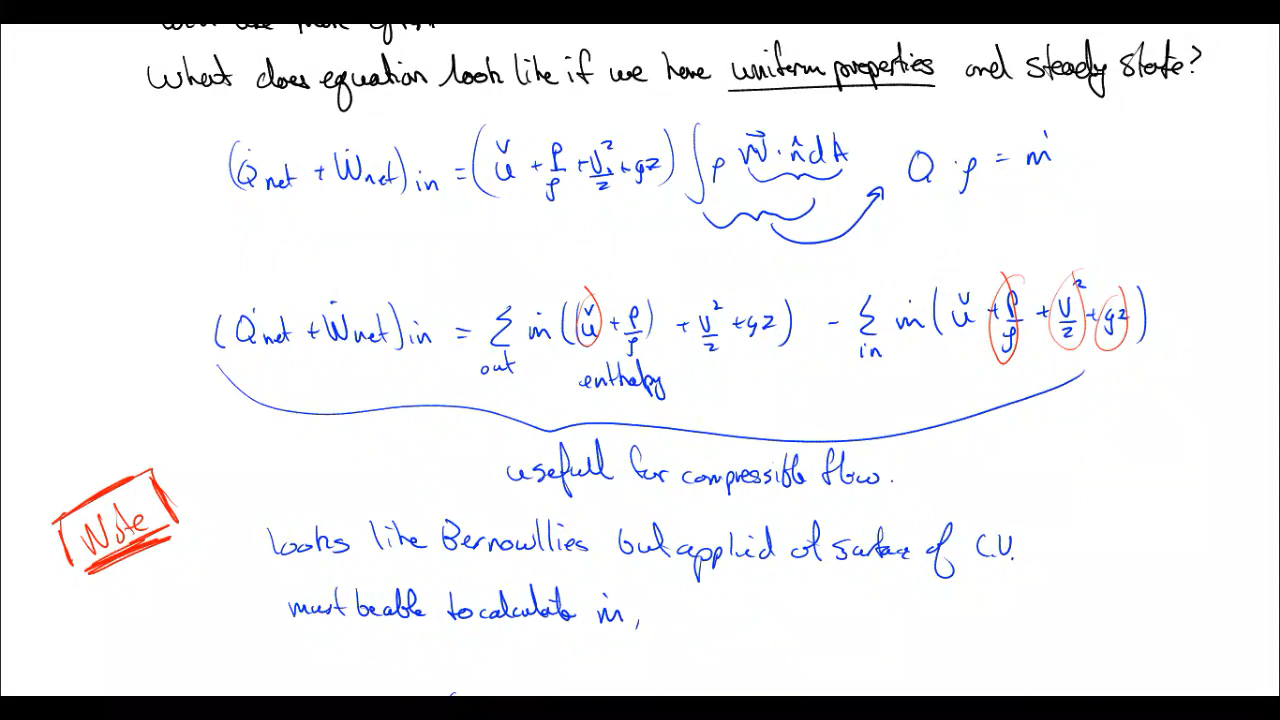 What does equation look like if we have uniform properties and steady state?
(Q̇net + Ẇnet)in = (ǔ + p/ρ + V²/2 + gz) ∫ρ W⃗·n̂dA Q·ρ = ṁ
(Q̇net + Ẇnet)in = Σout ṁ((ǔ + p/ρ) + V²/2 + gz) - Σin ṁ(ǔ + p/ρ + V²/2 + gz)
enthalpy
usefull for compressible flow.
Note
Looks like Bernoullies but applied at surface of C.V.
must be able to calculate ṁ,